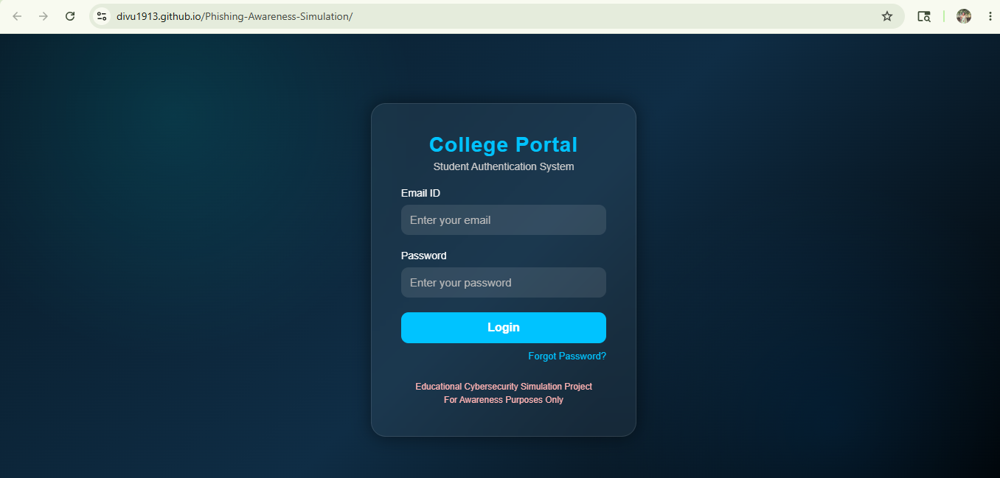 divu1913.github.io/Phishing-Awareness-Simulation/
College Portal
Student Authentication System
Email ID
Enter your email
Password
Enter your password
Login
Forgot Password?
Educational Cybersecurity Simulation Project
For Awareness Purposes Only